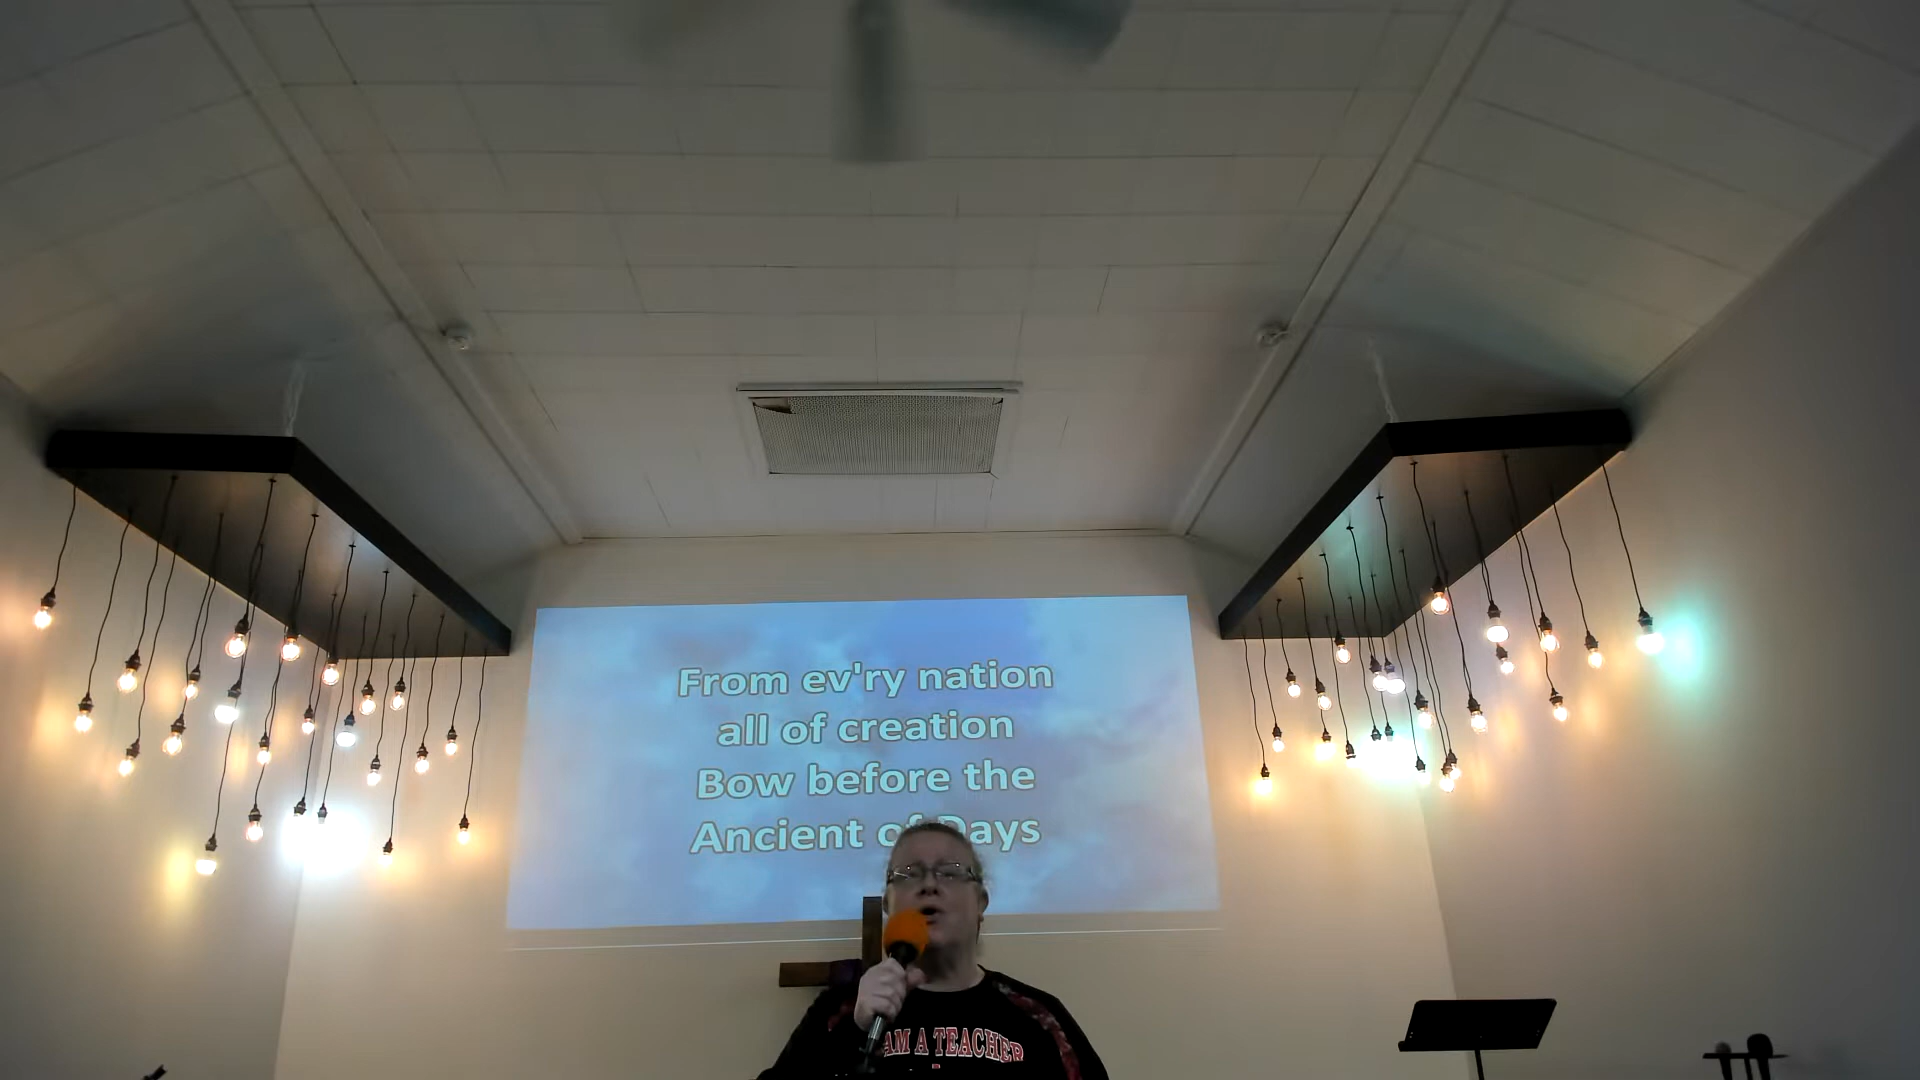 From ev'ry nation
all of creation
Bow before the
Ancient of Days
AM A TEACHER